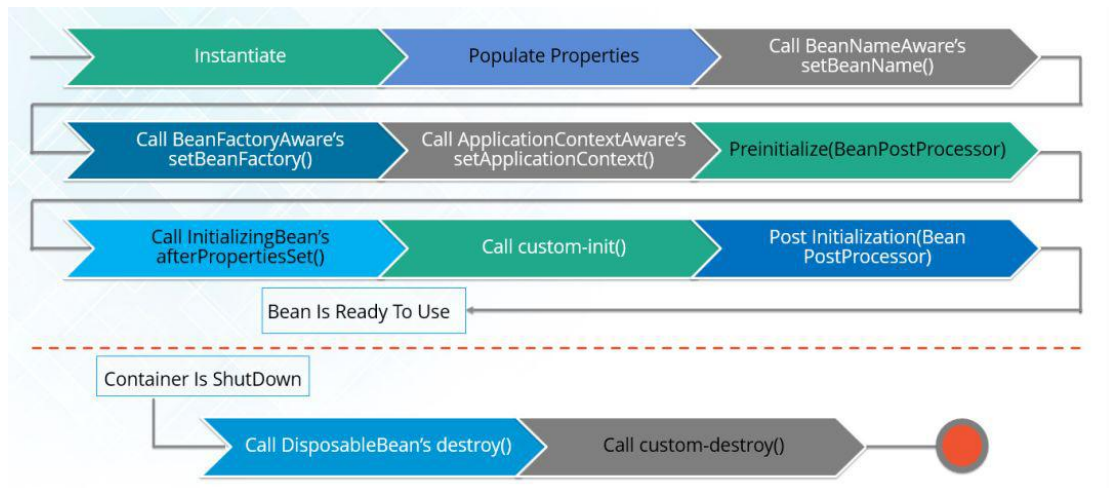 Instantiate
Populate Properties
Call BeanNameAware's
setBeanName()
Call BeanFactoryAware's
setBeanFactory()
Call ApplicationContextAware's
setApplicationContext()
Preinitialize(BeanPostProcessor)
Call InitializingBean's
afterPropertiesSet()
Call custom-init()
Post Initialization(Bean
PostProcessor)
Bean Is Ready To Use
Container Is ShutDown
Call DisposableBean's destroy()
Call custom-destroy()